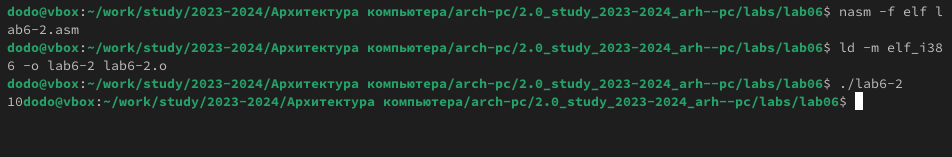 dodo@vbox:~/work/study/2023-2024/Архитектура компьютера/arch-pc/2.0_study_2023-2024_arh--pc/labs/lab06$ nasm -f elf l
ab6-2.asm
dodo@vbox:~/work/study/2023-2024/Архитектура компьютера/arch-pc/2.0_study_2023-2024_arh--pc/labs/lab06$ ld -m elf_i38
6 -o lab6-2 lab6-2.o
dodo@vbox:~/work/study/2023-2024/Архитектура компьютера/arch-pc/2.0_study_2023-2024_arh--pc/labs/lab06$ ./lab6-2
10dodo@vbox:~/work/study/2023-2024/Архитектура компьютера/arch-pc/2.0_study_2023-2024_arh--pc/labs/lab06$